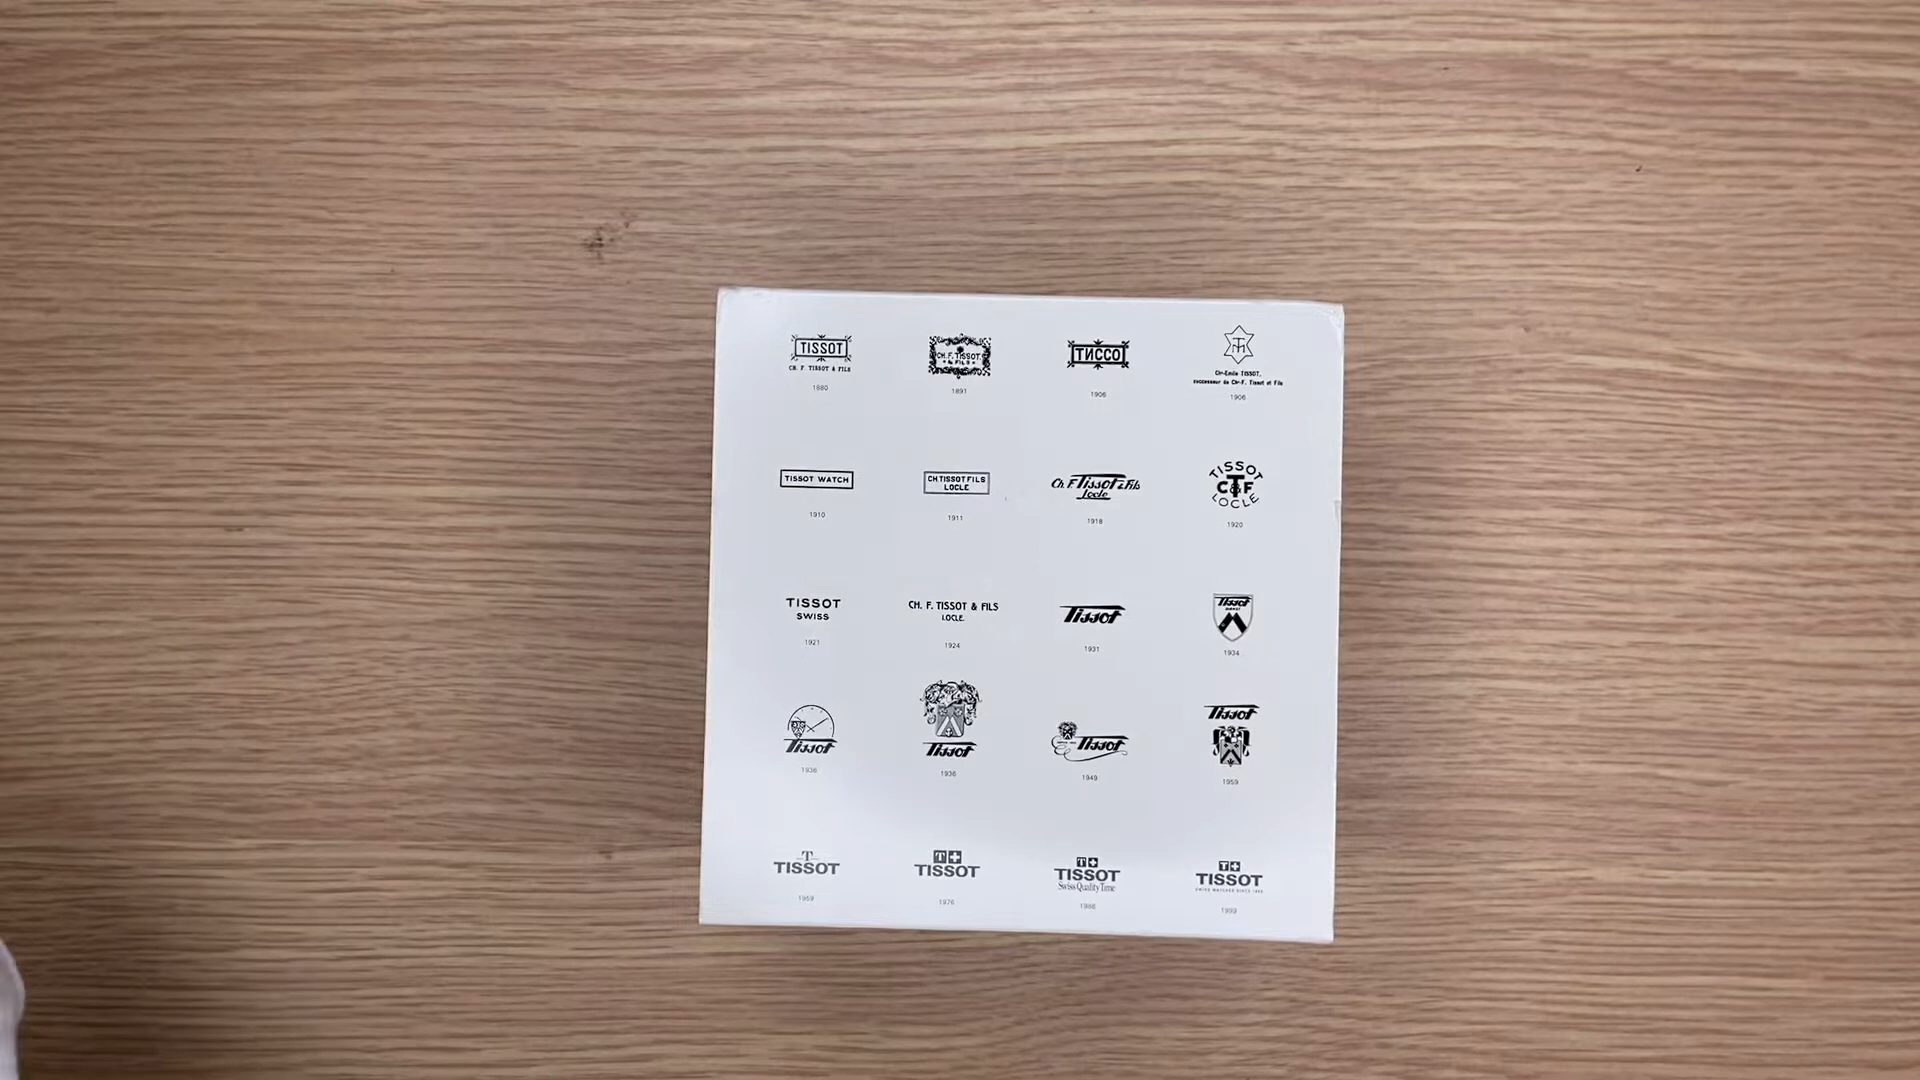 TISSOT
CH. F. TISSOT & FILS
1880
CH. F. TISSOT
& FILS
1891
ТИССО
1906
Ch-Emile TISSOT,
successeur de Ch-F. Tissot et Fils
1906
TISSOT WATCH
1910
CH TISSOT FILS
LOCLE
1911
Ch. F. Tissot & Fils
Locle
1918
TISSOT
C&F
T
LOCLE
1920
TISSOT
SWISS
1921
CH. F. TISSOT & FILS
LOCLE.
1924
Tissot
1931
Tissot
1934
Tissot
1936
Tissot
1936
Tissot
1949
Tissot
1959
T
TISSOT
1969
T+
TISSOT
1976
T+
TISSOT
Swiss Quality Time
1986
T+
TISSOT
1999